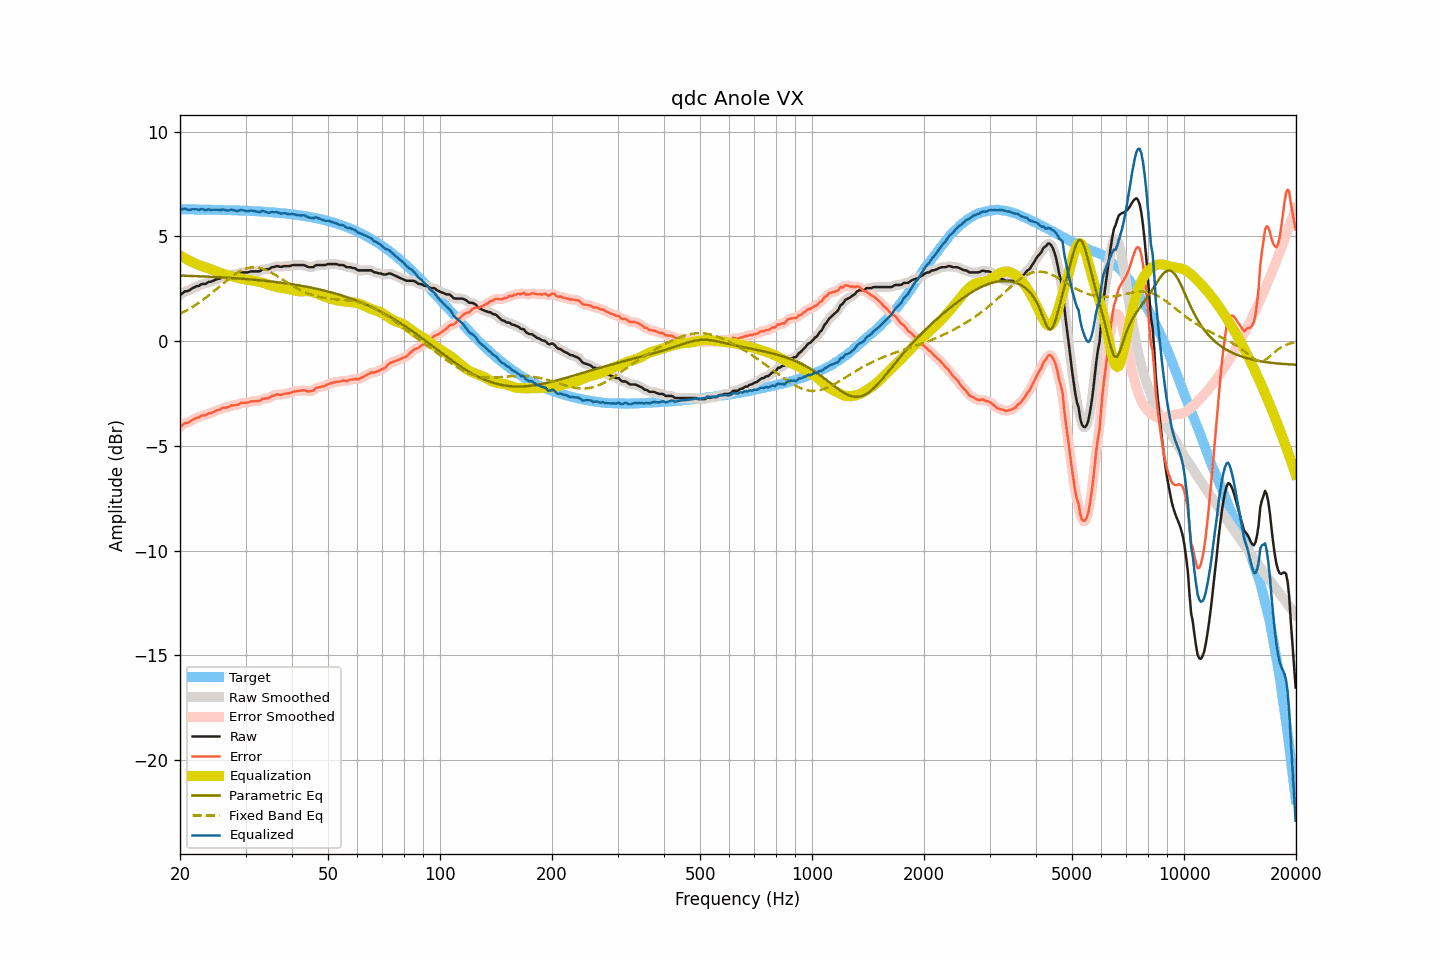 qdc Anole VX
10
5
0
−5
−10
−15
−20
Amplitude (dBr)
Target
Raw Smoothed
Error Smoothed
Raw
Error
Equalization
Parametric Eq
Fixed Band Eq
Equalized
20 50 100 200 500 1000 2000 5000 10000 20000
Frequency (Hz)